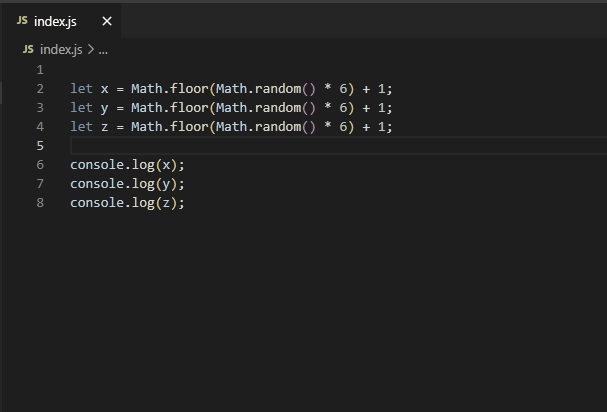 JS index.js ×
JS index.js > ...
1
2 let x = Math.floor(Math.random() * 6) + 1;
3 let y = Math.floor(Math.random() * 6) + 1;
4 let z = Math.floor(Math.random() * 6) + 1;
5
6 console.log(x);
7 console.log(y);
8 console.log(z);